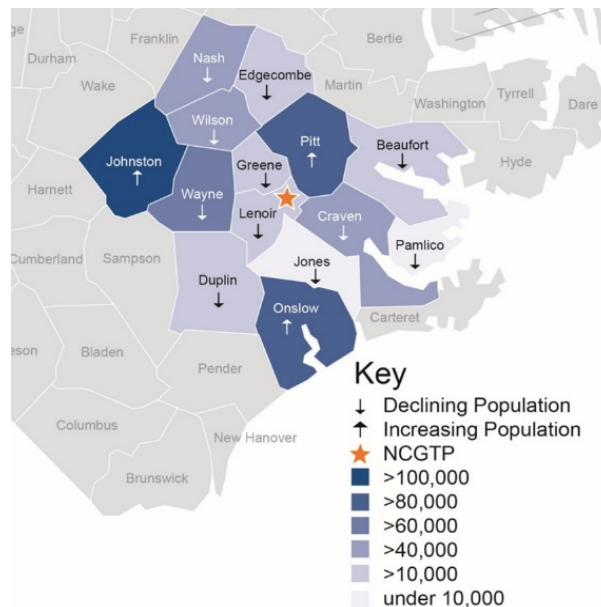 Franklin
Bertie
Durham
Nash
Edgecombe
Martin
Wake
Washington
Tyrrell
Dare
Wilson
Pitt
Beaufort
Johnston
Greene
Hyde
Harnett
Wayne
Lenoir
Craven
Pamlico
Cumberland
Sampson
Duplin
Jones
Onslow
Carteret
eson
Bladen
Pender
Columbus
New Hanover
Brunswick
Key
↓ Declining Population
↑ Increasing Population
NCGTP
>100,000
>80,000
>60,000
>40,000
>10,000
under 10,000